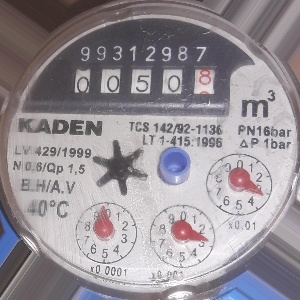 99312987
00508
m³
KADEN
TCS 142/92-1136
PN16bar
LV 429/1999
LT 1-415:1996
ΔP 1bar
N 0.6/Qp 1,5
B.H/A.V
40°C
x0.01
x0.0001
x0.001